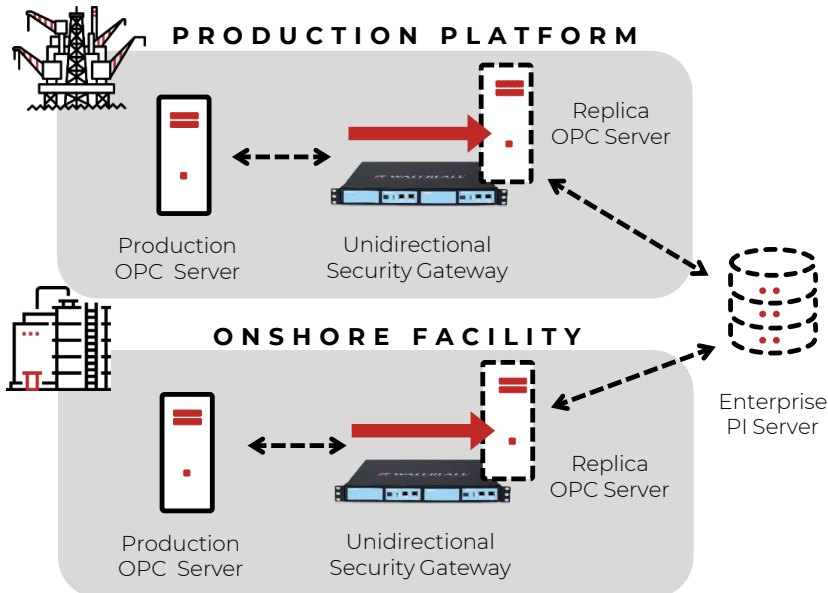 PRODUCTION PLATFORM
Replica
OPC Server
Production
OPC Server
Unidirectional
Security Gateway
ONSHORE FACILITY
Enterprise
PI Server
Replica
OPC Server
Production
OPC Server
Unidirectional
Security Gateway